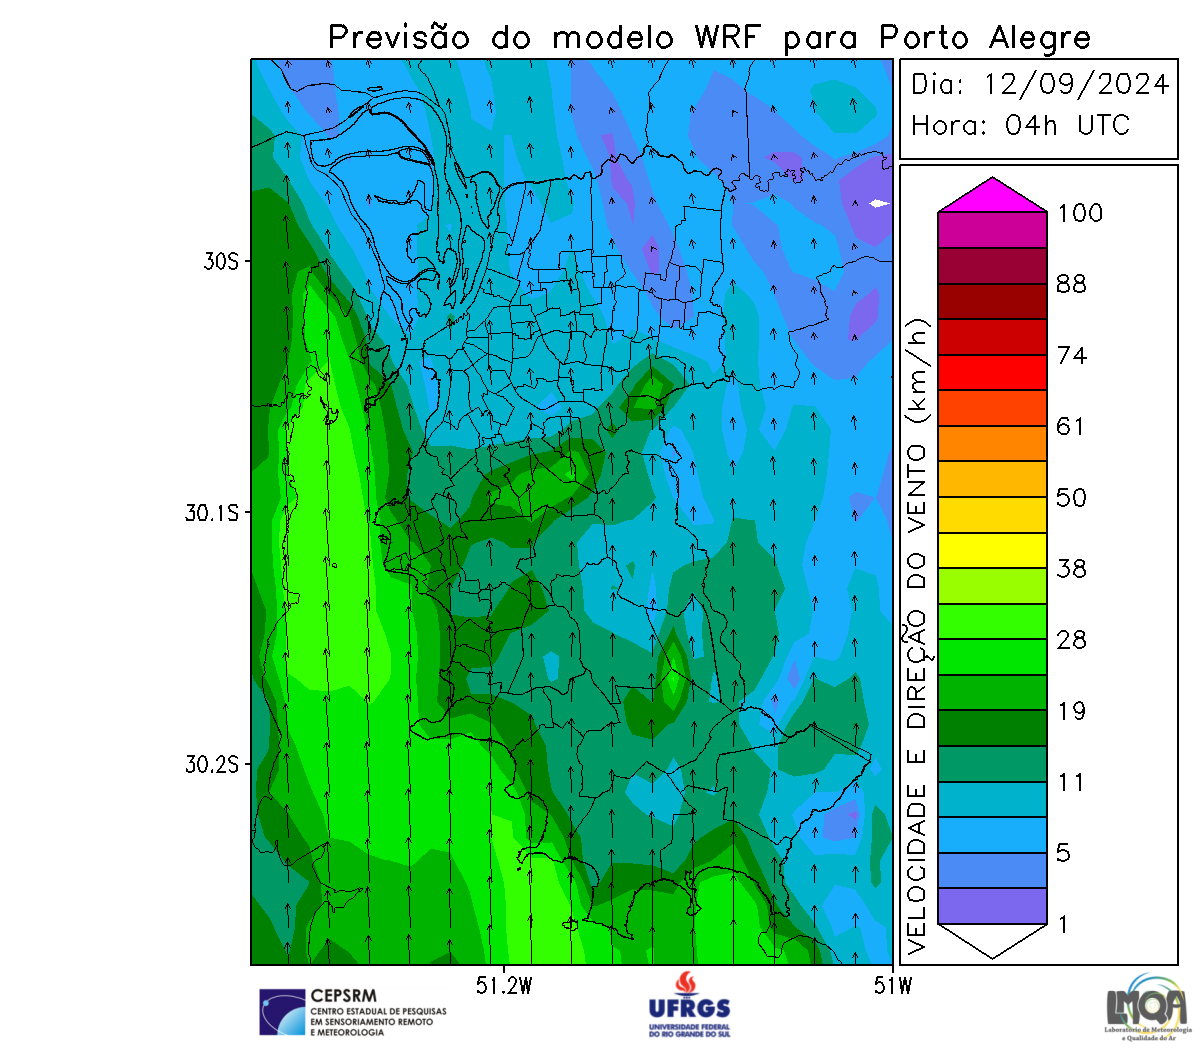 Previsão do modelo WRF para Porto Alegre
Dia: 12/09/2024
Hora: 04h UTC
30S
30.1S
30.2S
51.2W
51W
VELOCIDADE E DIREÇÃO DO VENTO (km/h)
100
88
74
61
50
38
28
19
11
5
1
CEPSRM
CENTRO ESTADUAL DE PESQUISAS
EM SENSORIAMENTO REMOTO
E METEOROLOGIA
UFRGS
UNIVERSIDADE FEDERAL
DO RIO GRANDE DO SUL
LMQA
Laboratório de Meteorologia
e Qualidade do Ar